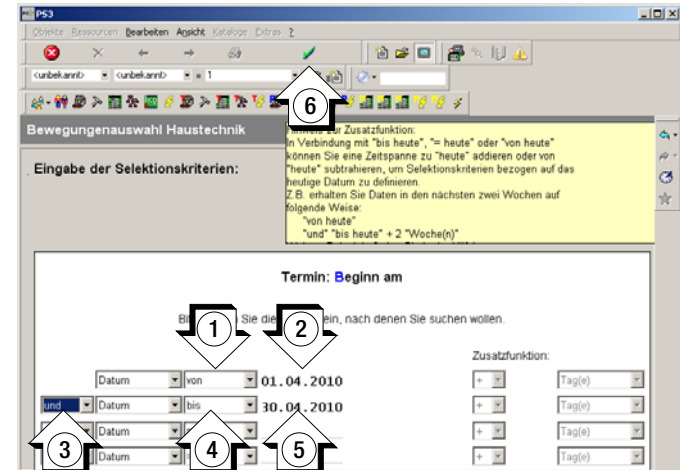 PS3
Objekte Ressourcen Bearbeiten Ansicht Kataloge Extras ?
<unbekannt> <unbekannt> = 1
6
Bewegungenauswahl Haustechnik
Hinweis zur Zusatzfunktion:
In Verbindung mit "bis heute", "= heute" oder "von heute"
können Sie eine Zeitspanne zu "heute" addieren oder von
"heute" subtrahieren, um Selektionskriterien bezogen auf das
heutige Datum zu definieren.
Z.B. erhalten Sie Daten in den nächsten zwei Wochen auf
folgende Weise:
"von heute"
"und" "bis heute" + 2 "Woche(n)"
Eingabe der Selektionskriterien:
Termin: Beginn am
Sie die ein, nach denen Sie suchen wollen.
1
2
Zusatzfunktion:
Datum von 01.04.2010 + Tag(e)
und Datum bis 30.04.2010 + Tag(e)
+ Tag(e)
Datum + Tag(e)
3
4
5